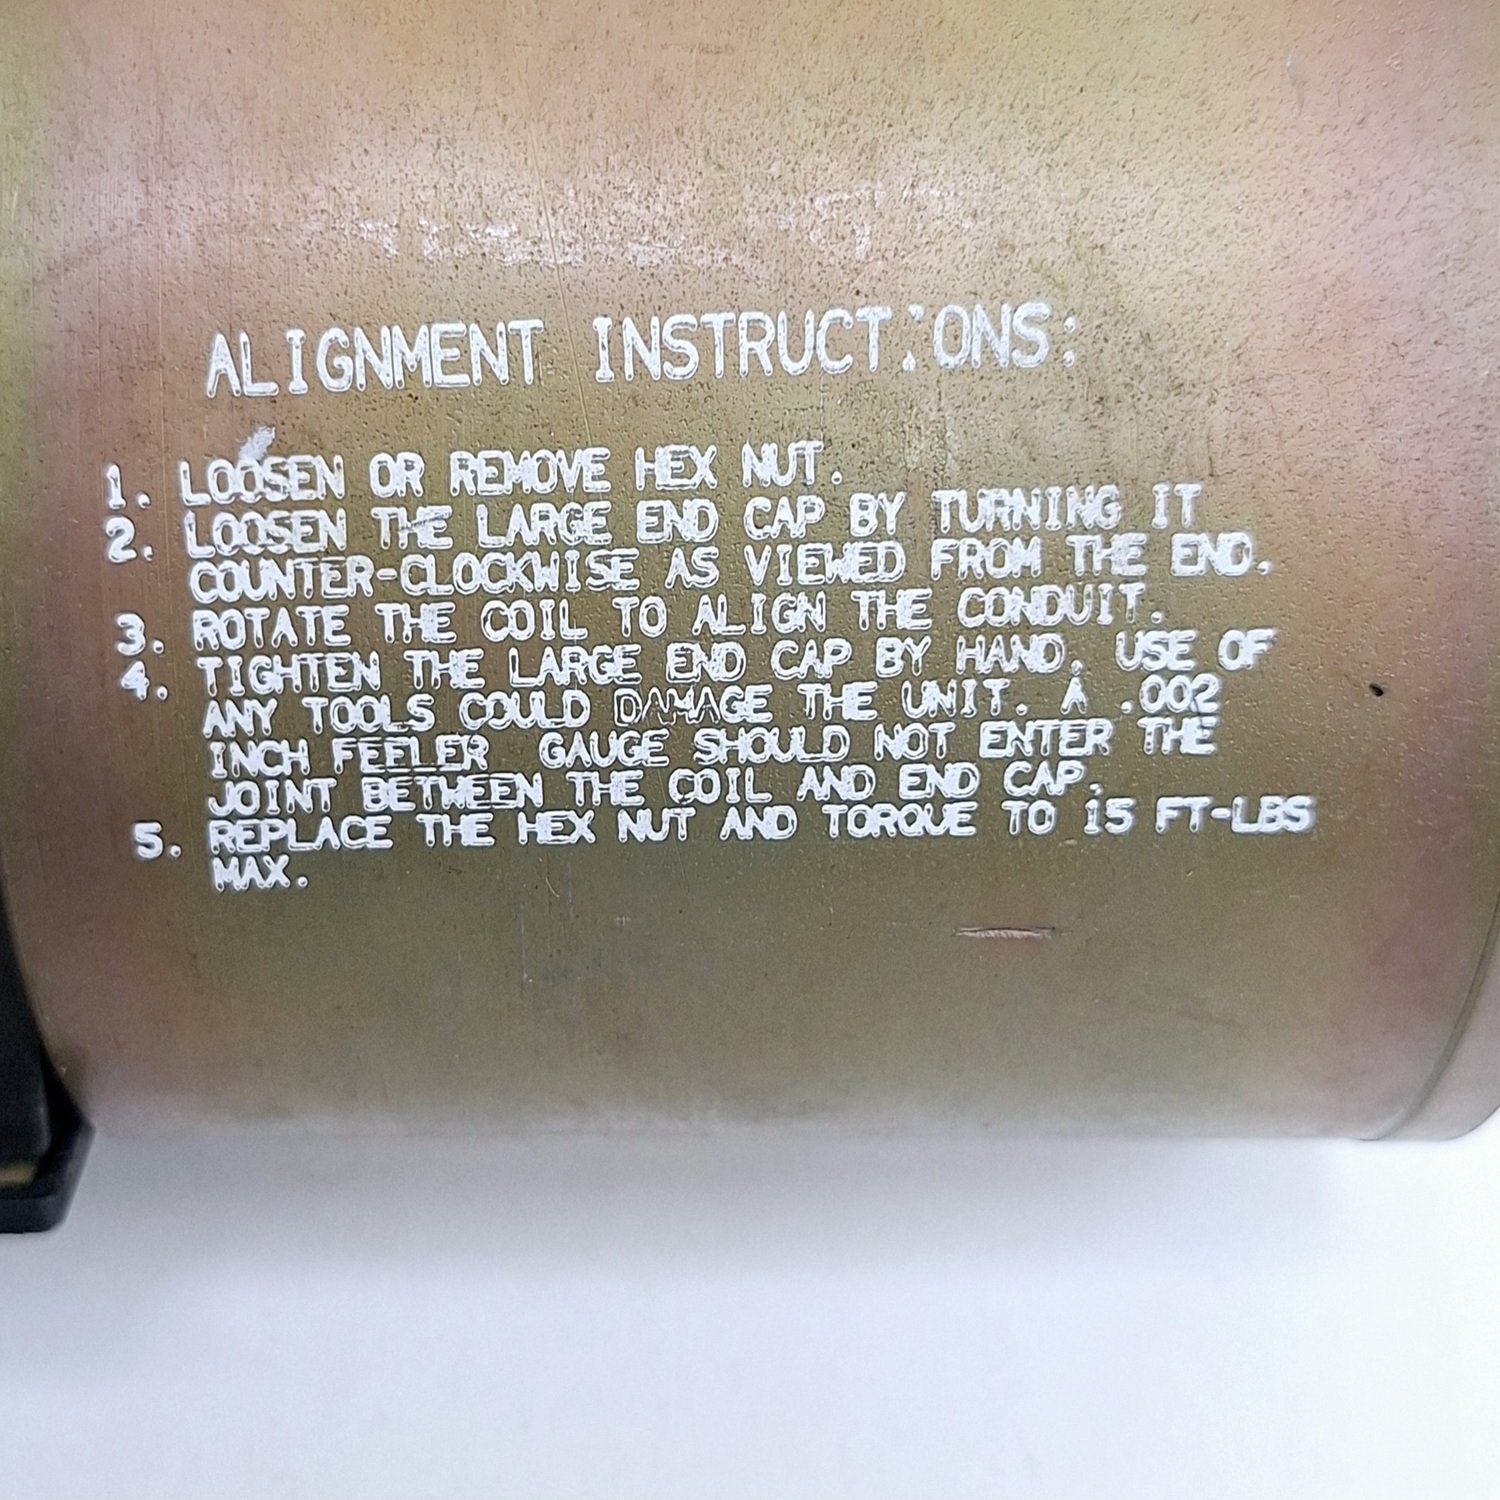 ALIGNMENT INSTRUCTIONS:
1. LOOSEN OR REMOVE HEX NUT.
2. LOOSEN THE LARGE END CAP BY TURNING IT
COUNTER-CLOCKWISE AS VIEWED FROM THE END.
3. ROTATE THE COIL TO ALIGN THE CONDUIT.
4. TIGHTEN THE LARGE END CAP BY HAND. USE OF
ANY TOOLS COULD DAMAGE THE UNIT. A .002
INCH FEELER GAUGE SHOULD NOT ENTER THE
JOINT BETWEEN THE COIL AND END CAP.
5. REPLACE THE HEX NUT AND TORQUE TO 15 FT-LBS
MAX.